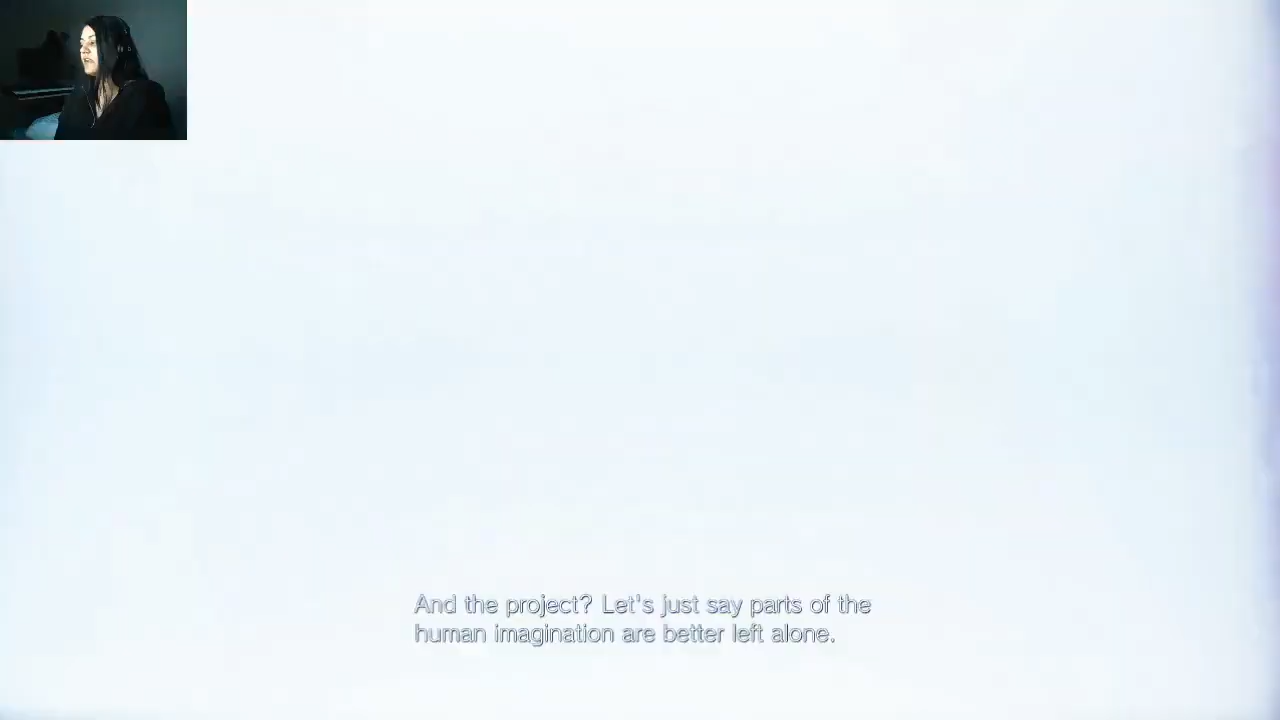 And the project? Let's just say parts of the
human imagination are better left alone.